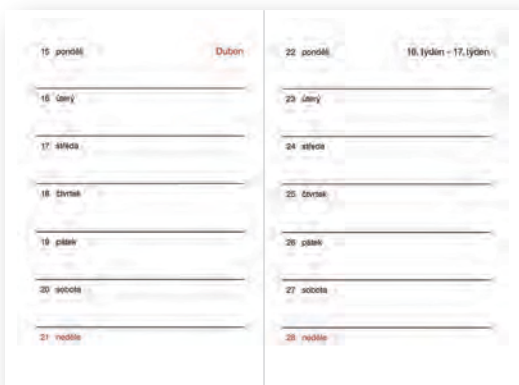 15 pondělí Duben
16 úterý
17 středa
18 čtvrtek
19 pátek
20 sobota
21 neděle
22 pondělí 16. týden - 17. týden
23 úterý
24 středa
25 čtvrtek
26 pátek
27 sobota
28 neděle